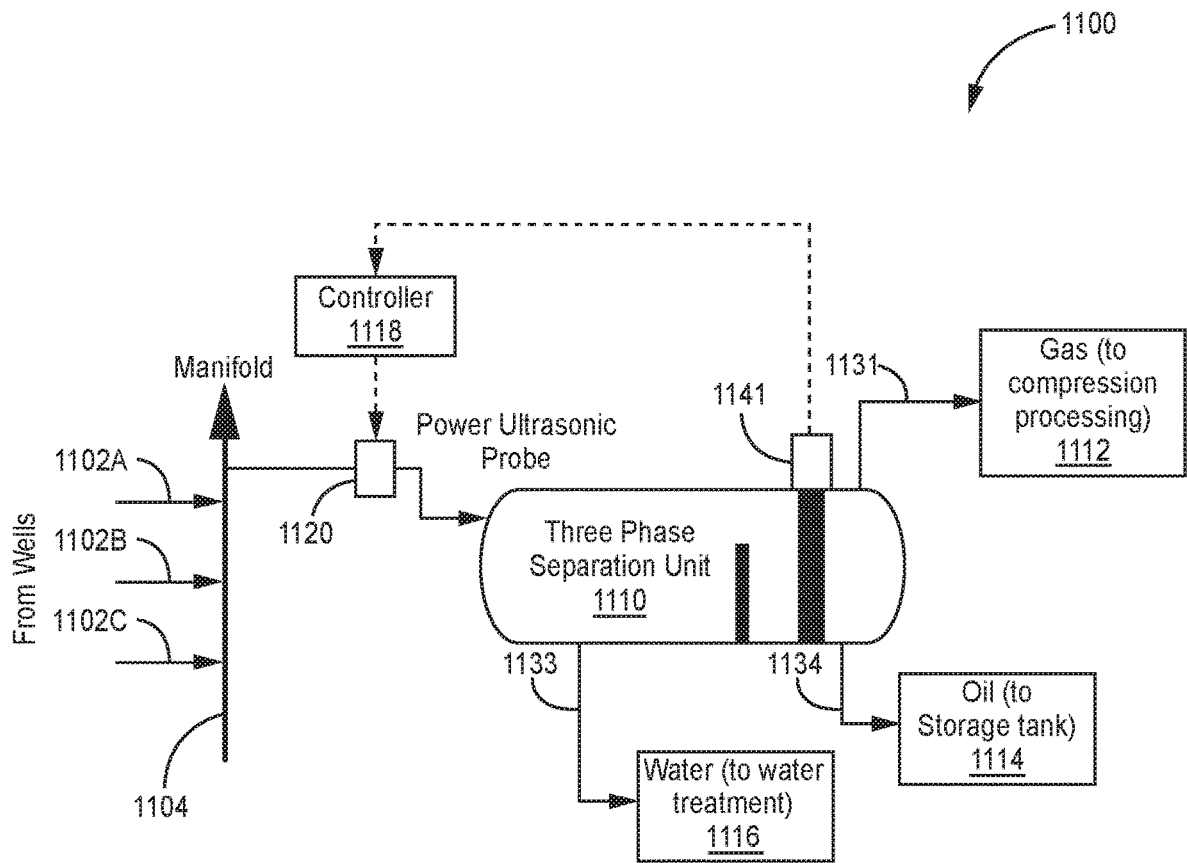 1100
Controller
1118
Manifold
Power Ultrasonic
Probe
1141
1131
Gas (to
compression
processing)
1112
1102A
1120
From Wells
1102B
1102C
Three Phase
Separation Unit
1110
1133
1134
Oil (to
Storage tank)
1114
1104
Water (to water
treatment)
1116